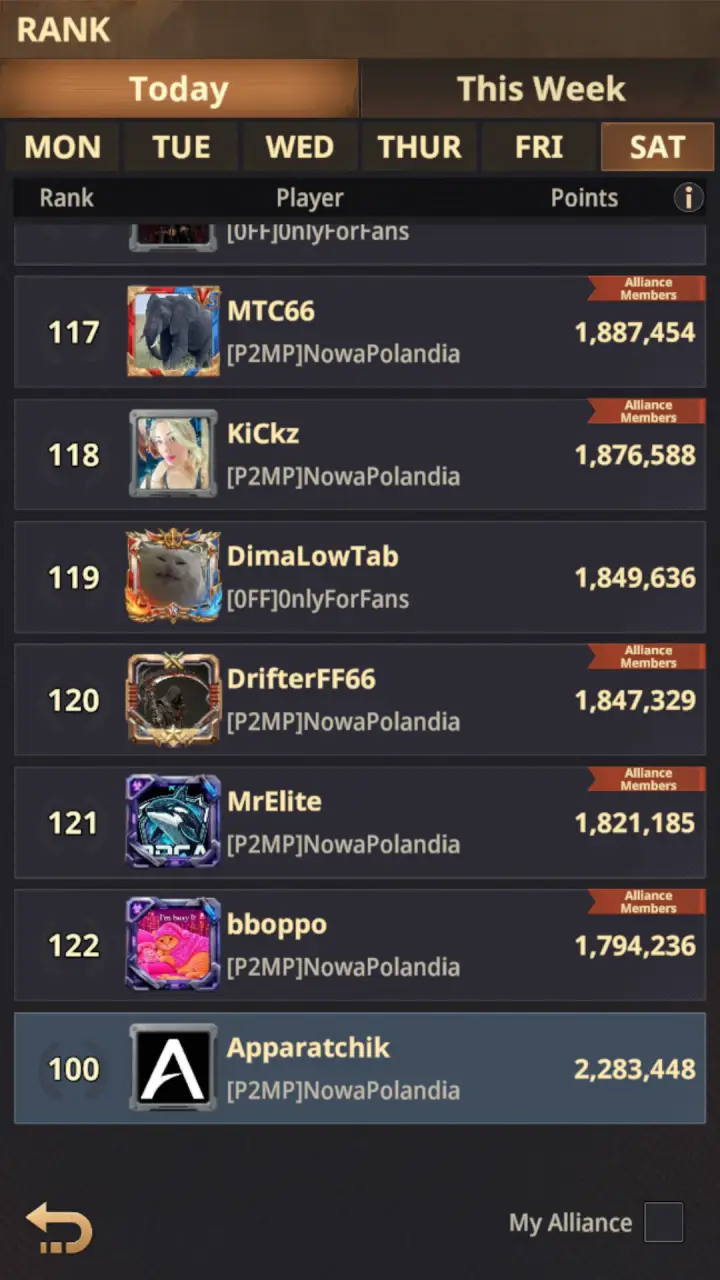 RANK
Today This Week
MON TUE WED THUR FRI SAT
Rank Player Points i
[0FF]0nlyForFans
Alliance
Members
117 MTC66 1,887,454
[P2MP]NowaPolandia
Alliance
Members
118 KiCkz 1,876,588
[P2MP]NowaPolandia
119 DimaLowTab 1,849,636
[0FF]0nlyForFans
Alliance
Members
120 DrifterFF66 1,847,329
[P2MP]NowaPolandia
Alliance
Members
121 MrElite 1,821,185
[P2MP]NowaPolandia
Alliance
Members
I'm busy
122 bboppo 1,794,236
[P2MP]NowaPolandia
100 Apparatchik 2,283,448
[P2MP]NowaPolandia
My Alliance